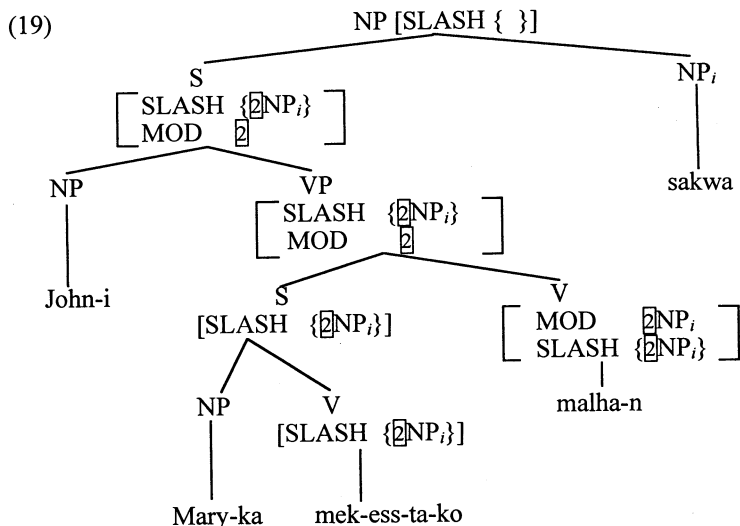 (19) NP [SLASH { }]
S NPᵢ
SLASH {2NPᵢ}
MOD 2
NP VP sakwa
SLASH {2NPᵢ}
MOD 2
John-i S V
[SLASH {2NPᵢ}] MOD 2NPᵢ
SLASH {2NPᵢ}
NP V malha-n
[SLASH {2NPᵢ}]
Mary-ka mek-ess-ta-ko